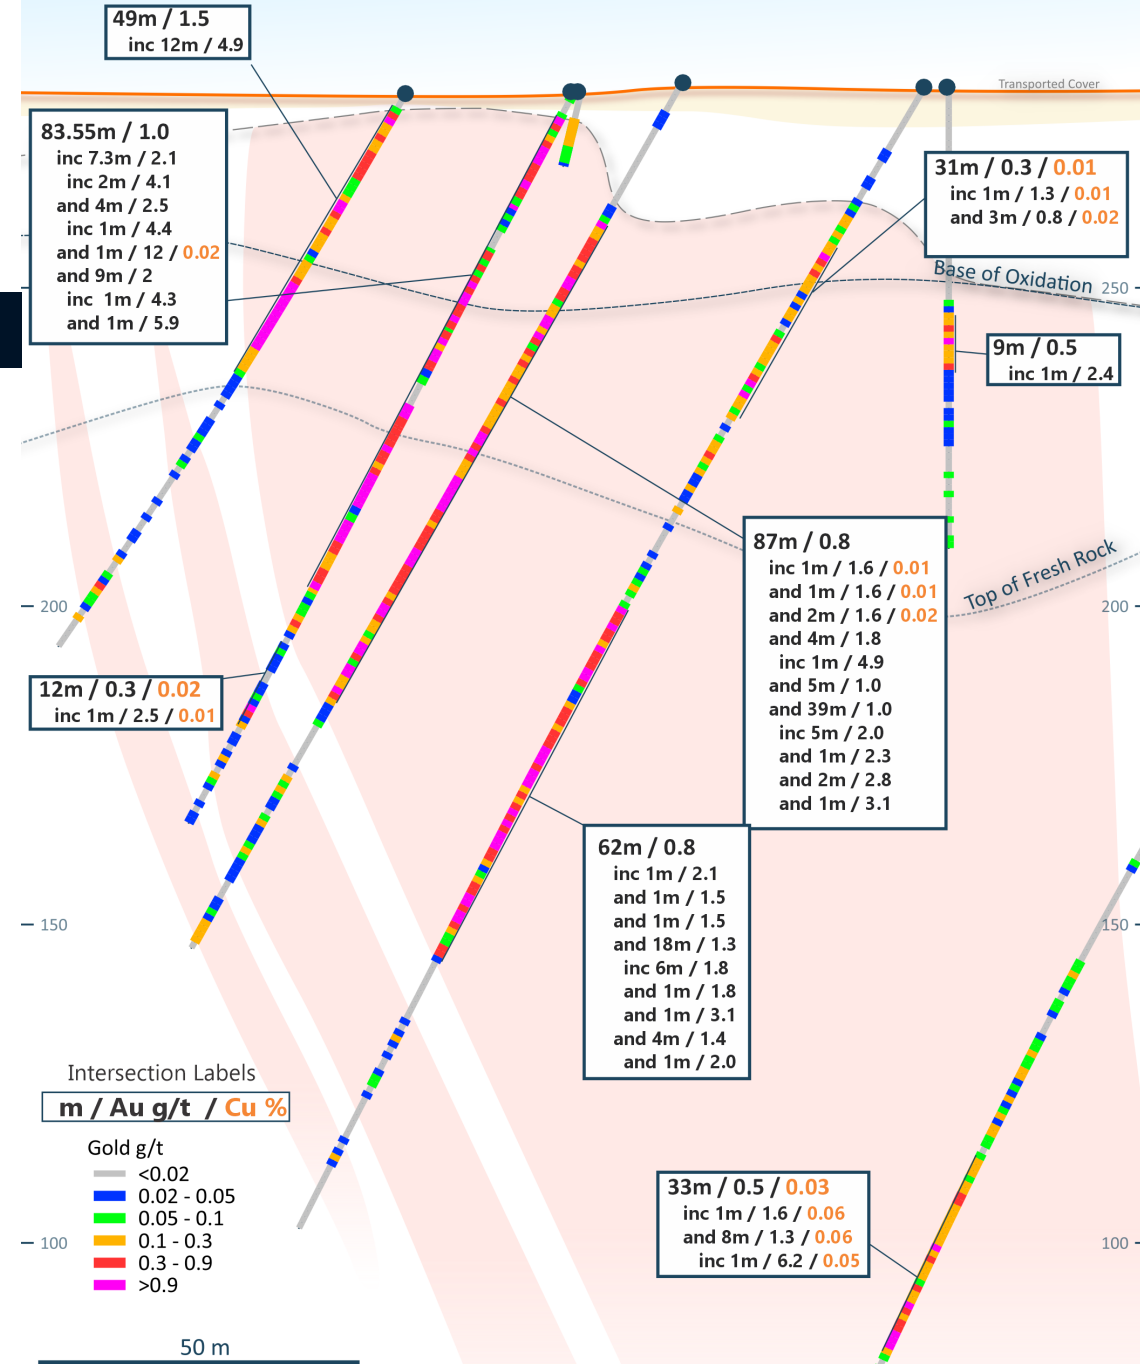 49m / 1.5
inc 12m / 4.9
Transported Cover
83.55m / 1.0
inc 7.3m / 2.1
inc 2m / 4.1
and 4m / 2.5
inc 1m / 4.4
and 1m / 12 / 0.02
and 9m / 2
inc 1m / 4.3
and 1m / 5.9
31m / 0.3 / 0.01
inc 1m / 1.3 / 0.01
and 3m / 0.8 / 0.02
Base of Oxidation
250
9m / 0.5
inc 1m / 2.4
87m / 0.8
inc 1m / 1.6 / 0.01
and 1m / 1.6 / 0.01
and 2m / 1.6 / 0.02
and 4m / 1.8
inc 1m / 4.9
and 5m / 1.0
and 39m / 1.0
inc 5m / 2.0
and 1m / 2.3
and 2m / 2.8
and 1m / 3.1
Top of Fresh Rock
200
200
12m / 0.3 / 0.02
inc 1m / 2.5 / 0.01
62m / 0.8
inc 1m / 2.1
and 1m / 1.5
and 1m / 1.5
and 18m / 1.3
inc 6m / 1.8
and 1m / 1.8
and 1m / 3.1
and 4m / 1.4
and 1m / 2.0
150
150
Intersection Labels
m / Au g/t / Cu %
Gold g/t
<0.02
0.02 - 0.05
0.05 - 0.1
0.1 - 0.3
0.3 - 0.9
>0.9
33m / 0.5 / 0.03
inc 1m / 1.6 / 0.06
and 8m / 1.3 / 0.06
inc 1m / 6.2 / 0.05
100
100
50 m